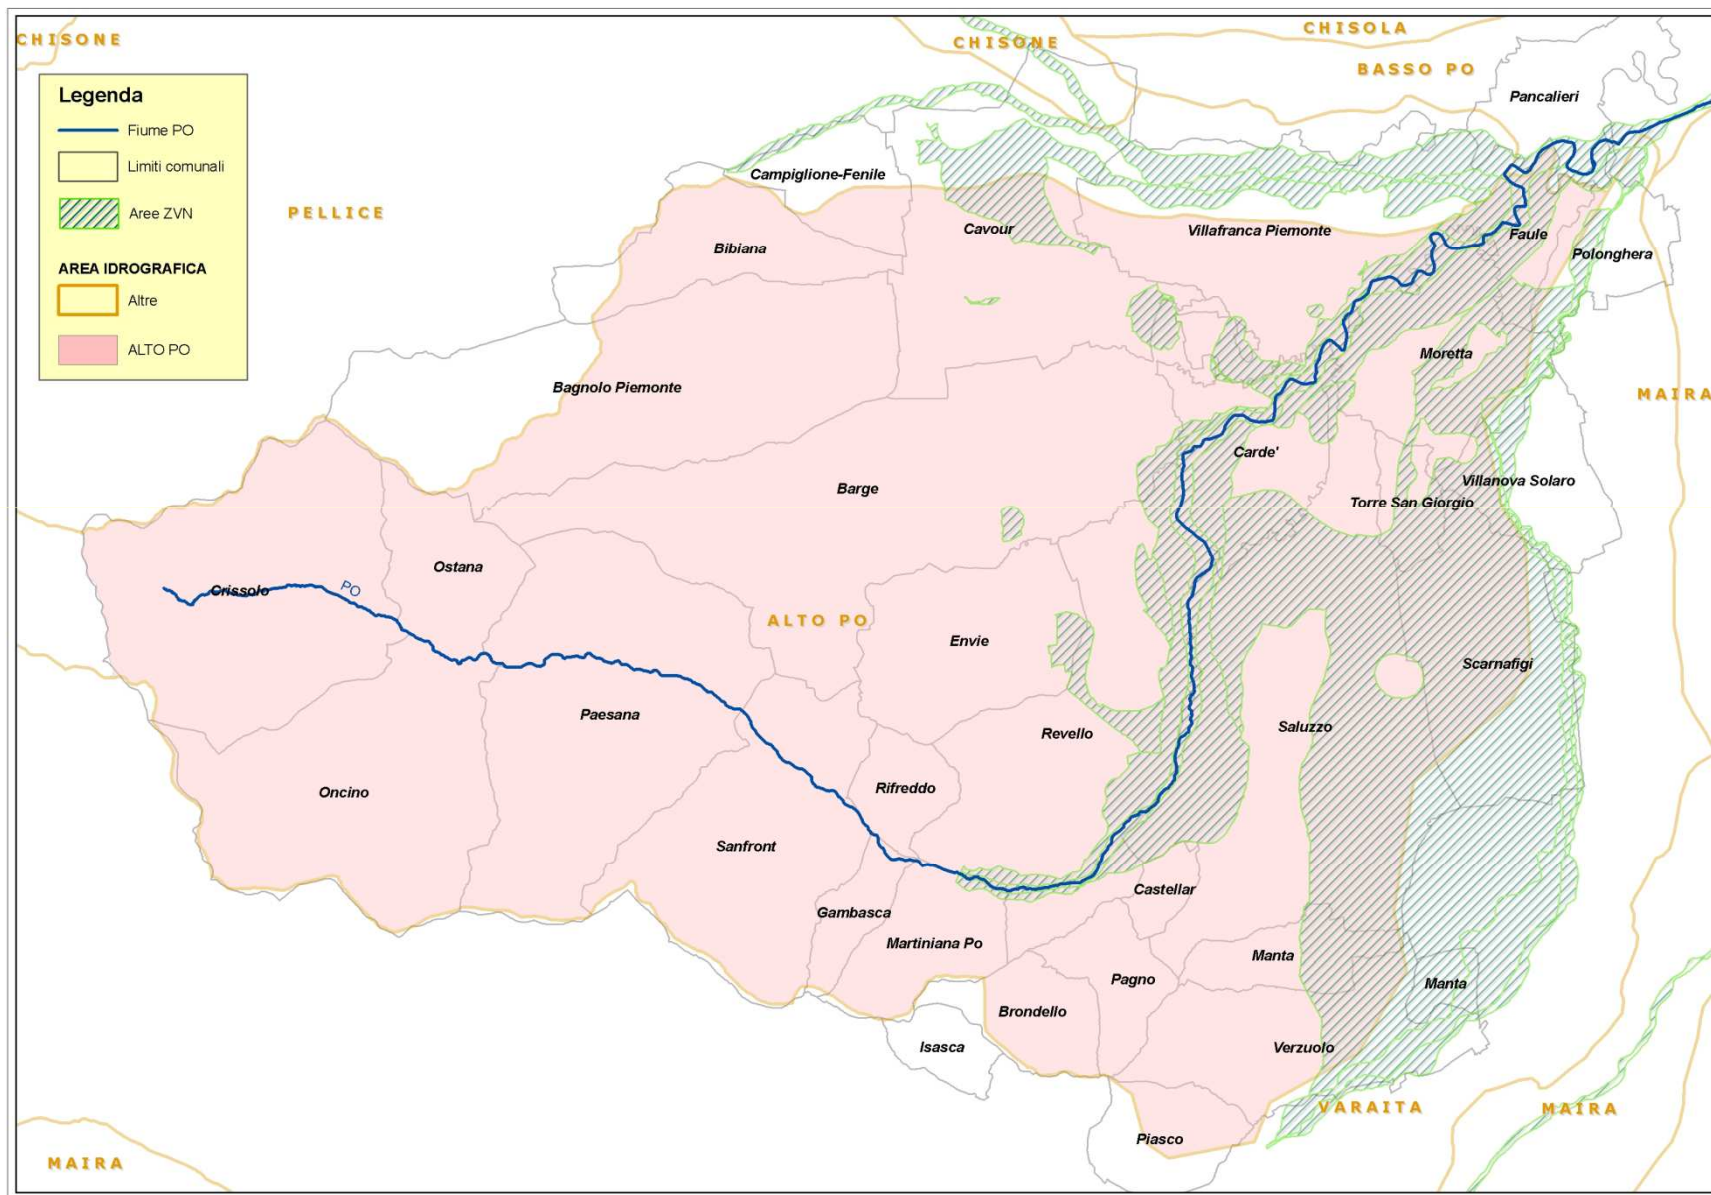 CHISONE
CHISONE
CHISOLA
BASSO PO
Pancalieri
Legenda
Fiume PO
Limiti comunali
Aree ZVN
AREA IDROGRAFICA
Altre
ALTO PO
PELLICE
Campiglione-Fenile
Bibiana
Cavour
Villafranca Piemonte
Faule
Polonghera
Moretta
MAIRA
Bagnolo Piemonte
Carde'
Barge
Villanova Solaro
Torre San Giorgio
Ostana
Crissolo
PO
ALTO PO
Envie
Scarnafigi
Paesana
Revello
Saluzzo
Oncino
Rifreddo
Sanfront
Castellar
Gambasca
Martiniana Po
Manta
Pagno
Manta
Brondello
Isasca
Verzuolo
VARAITA
MAIRA
Piasco
MAIRA